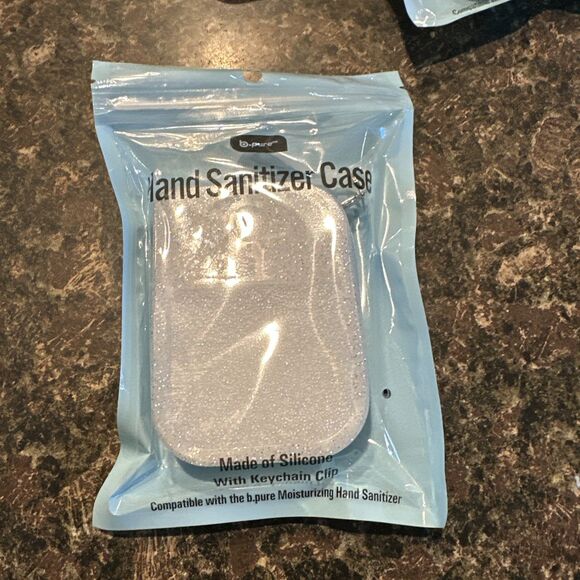 b.pure
Hand Sanitizer Case
Made of Silicone
With Keychain Clip
Compatible with the b.pure Moisturizing Hand Sanitizer